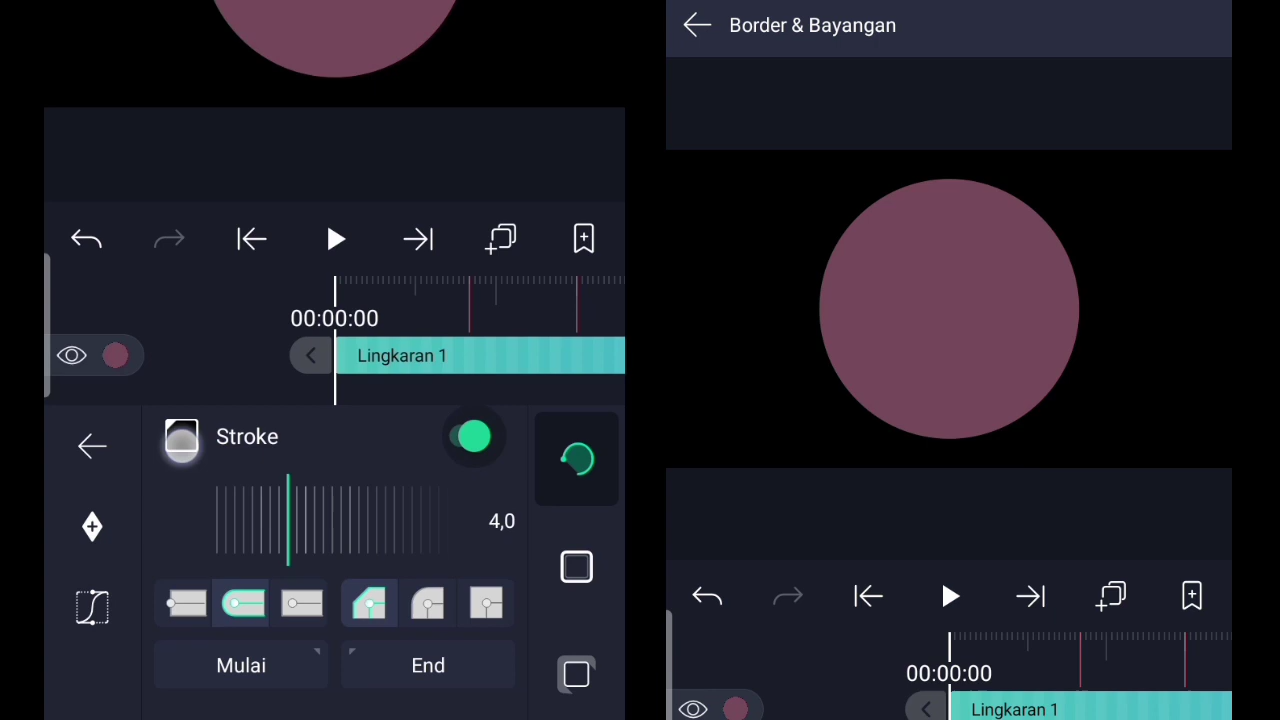 00:00:00
Lingkaran 1
Stroke
4,0
Mulai
End
Border & Bayangan
00:00:00
Lingkaran 1